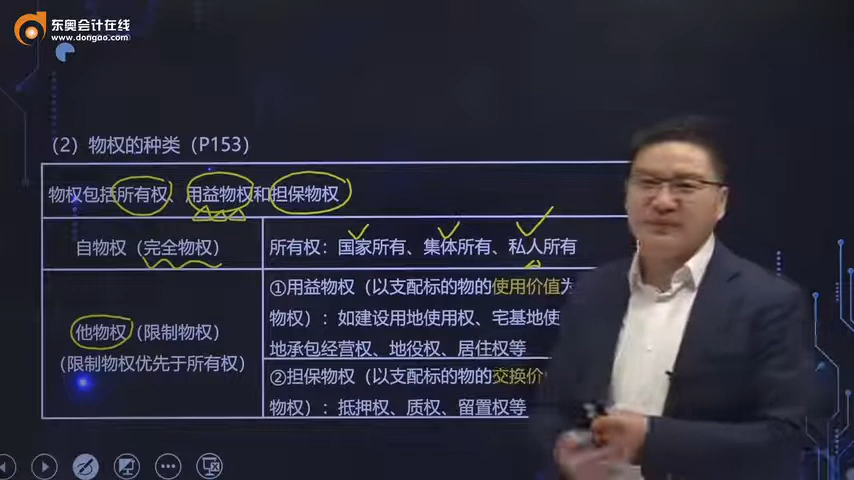 东奥会计在线
www.dongao.com
（2）物权的种类（P153）
物权包括所有权、用益物权和担保物权
自物权（完全物权）
所有权：国家所有、集体所有、私人所有
他物权（限制物权）
（限制物权优先于所有权）
①用益物权（以支配标的物的使用价值为
物权）：如建设用地使用权、宅基地使
地承包经营权、地役权、居住权等
②担保物权（以支配标的物的交换价
物权）：抵押权、质权、留置权等